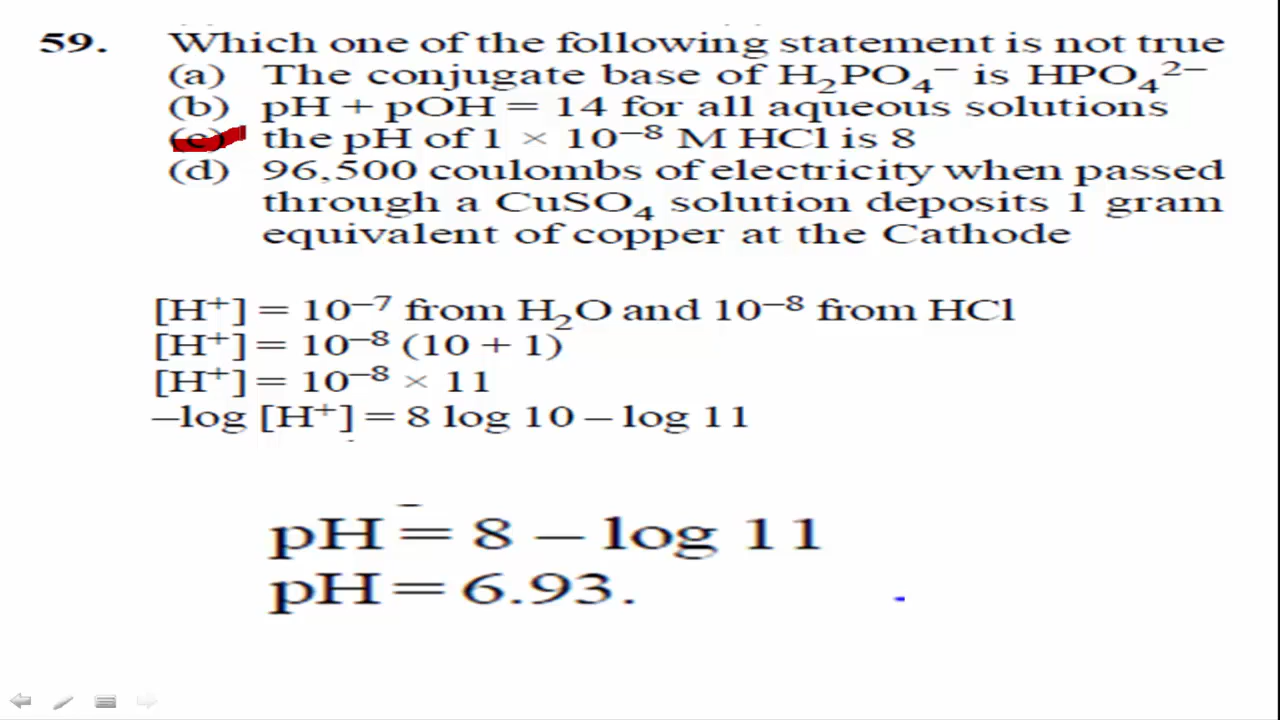 59. Which one of the following statement is not true
(a) The conjugate base of H₂PO₄⁻ is HPO₄²⁻
(b) pH + pOH = 14 for all aqueous solutions
(c) the pH of 1 × 10⁻⁸ M HCl is 8
(d) 96,500 coulombs of electricity when passed
through a CuSO₄ solution deposits 1 gram
equivalent of copper at the Cathode
[H⁺] = 10⁻⁷ from H₂O and 10⁻⁸ from HCl
[H⁺] = 10⁻⁸ (10 + 1)
[H⁺] = 10⁻⁸ × 11
–log [H⁺] = 8 log 10 – log 11
pH = 8 – log 11
pH = 6.93.